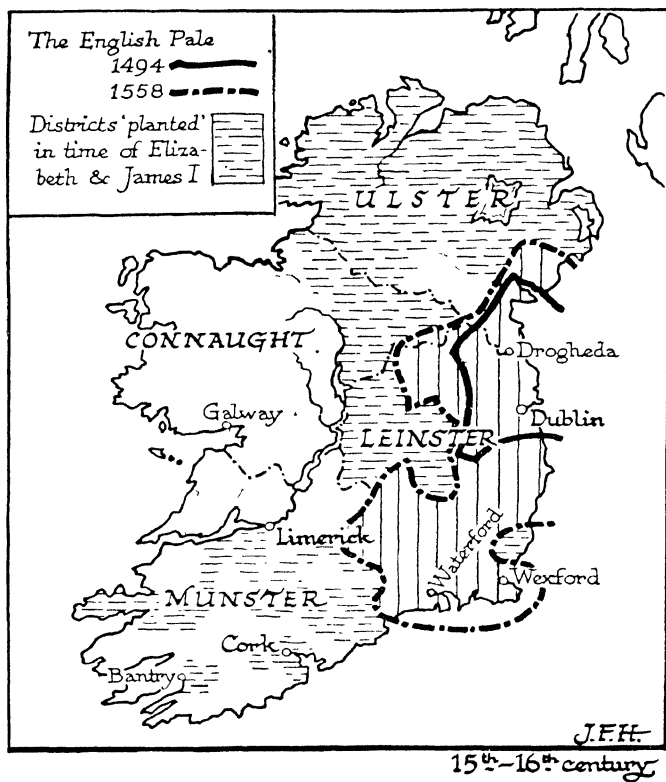 The English Pale
1494
1558
Districts 'planted'
in time of Eliza-
beth & James I
ULSTER
CONNAUGHT
Drogheda
Galway
Dublin
LEINSTER
Limerick
Waterford
Wexford
MUNSTER
Cork
Bantry
J.F.H.
15th–16th century